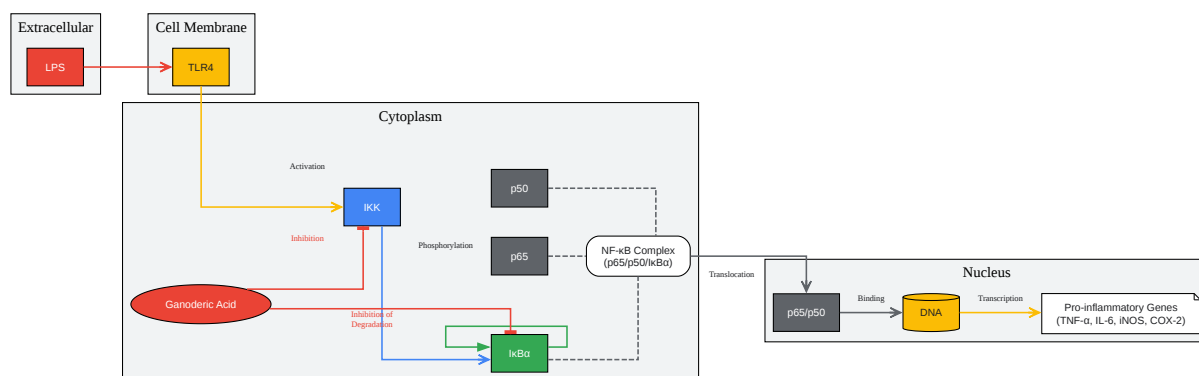 Extracellular
LPS
Cell Membrane
TLR4
Cytoplasm
Activation
IKK
Inhibition
p50
p65
Phosphorylation
NF-κB Complex
(p65/p50/IκBα)
Ganoderic Acid
Inhibition of
Degradation
IκBα
Translocation
Nucleus
p65/p50
Binding
DNA
Transcription
Pro-inflammatory Genes
(TNF-α, IL-6, iNOS, COX-2)